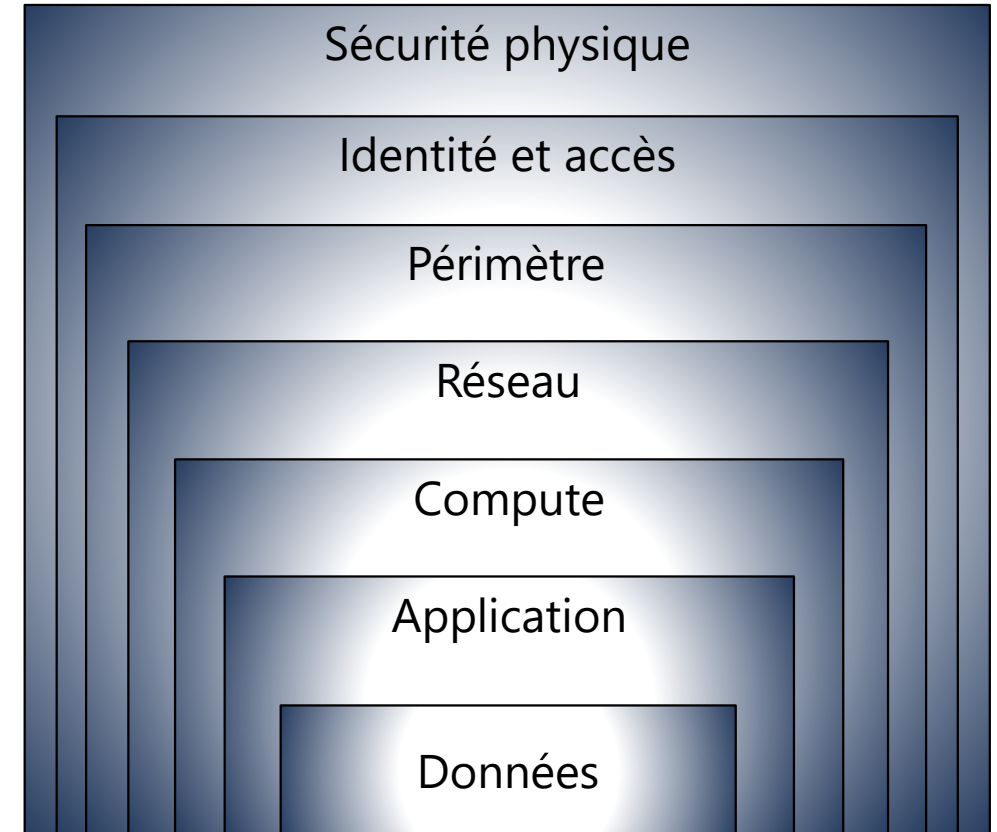 Sécurité physique
Identité et accès
Périmètre
Réseau
Compute
Application
Données